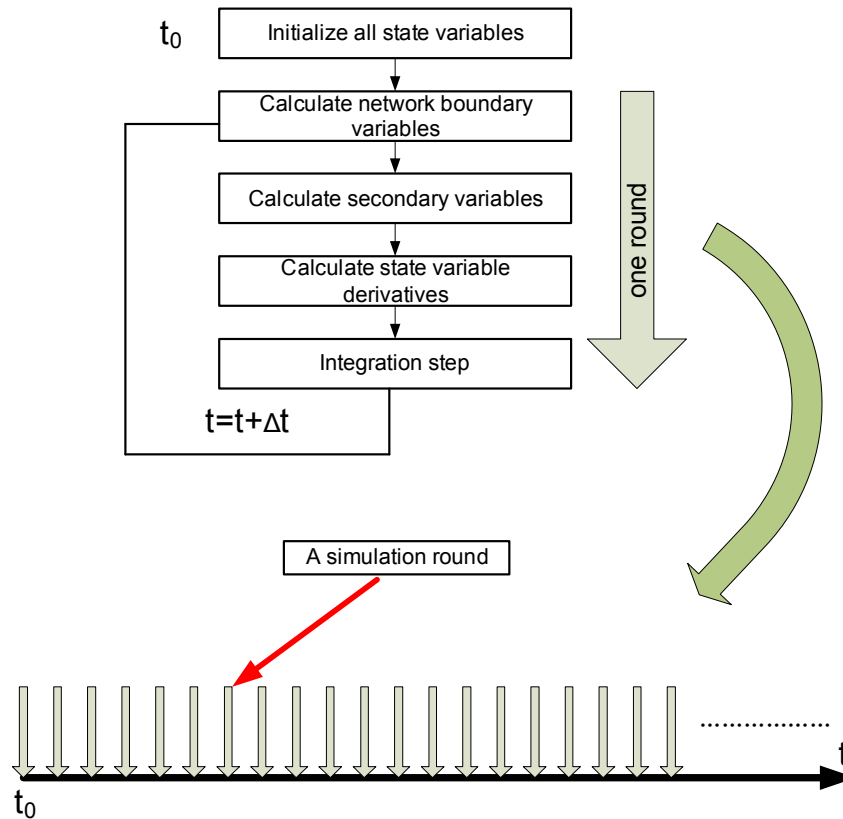 t0
Initialize all state variables
Calculate network boundary
variables
Calculate secondary variables
Calculate state variable
derivatives
Integration step
t=t+Δt
one round
A simulation round
..................
t
t0